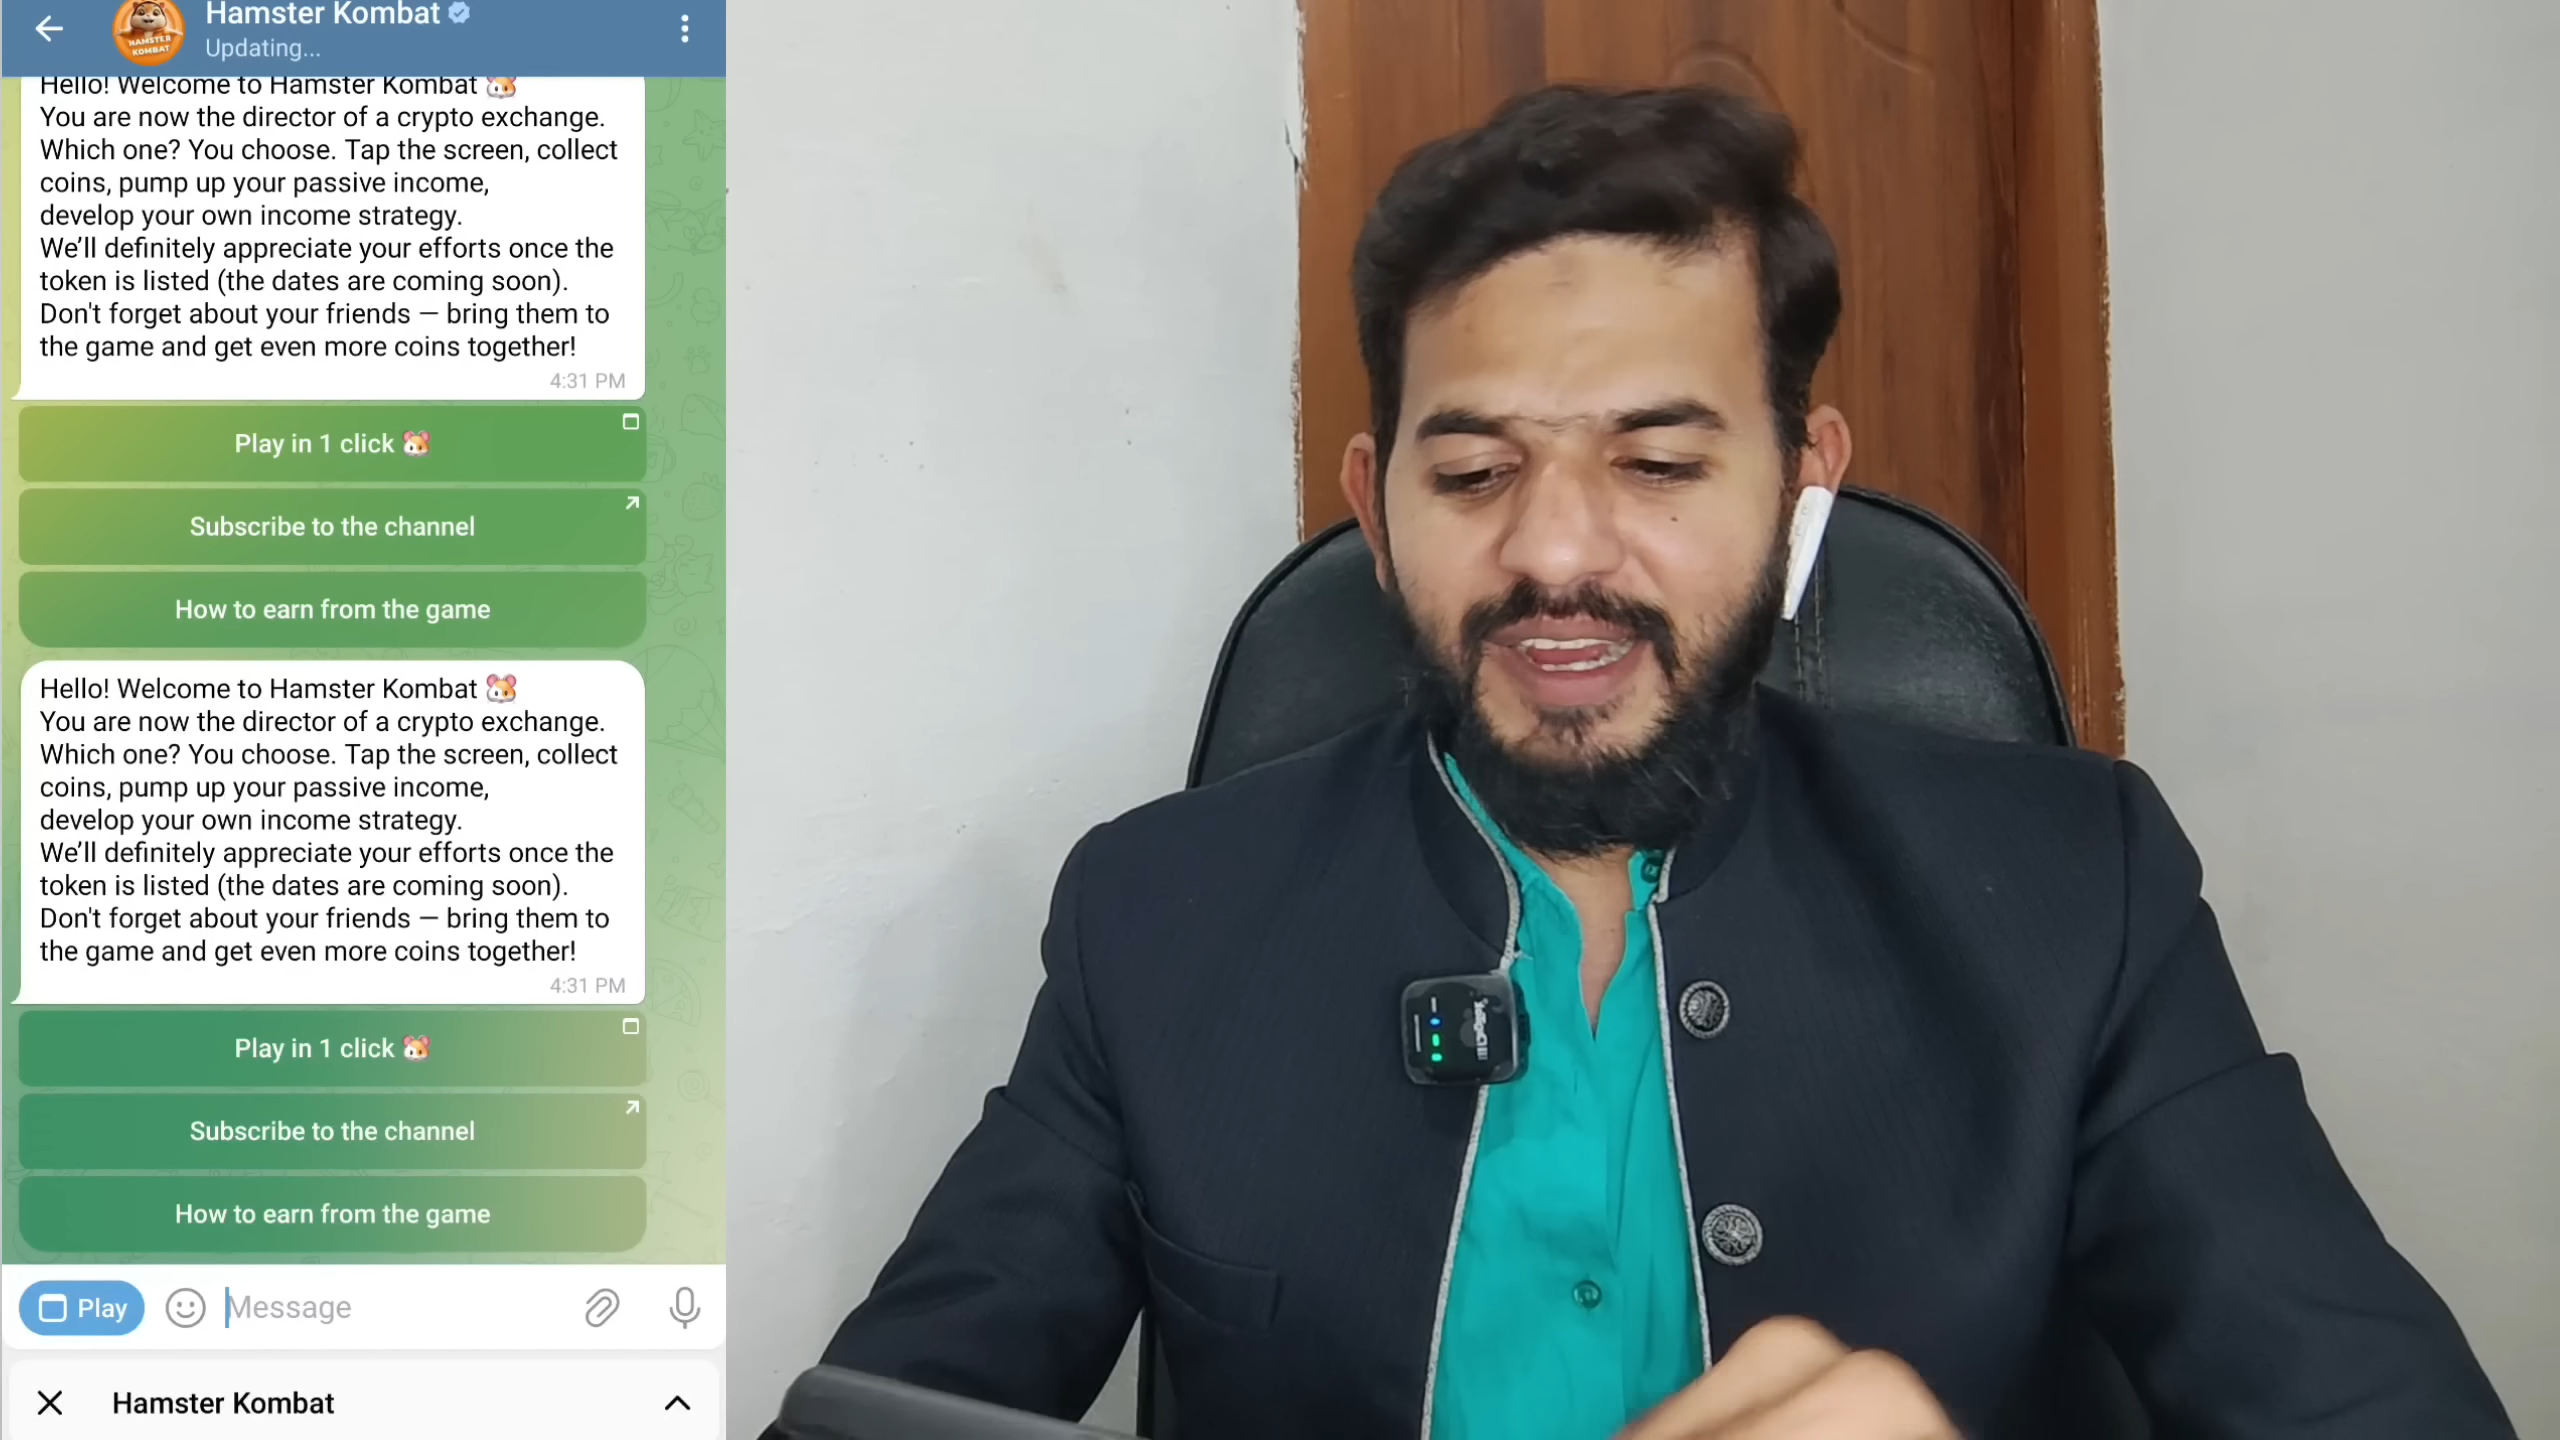 Hamster Kombat
Updating...
HAMSTER
KOMBAT
Hello! Welcome to Hamster Kombat 🐹
You are now the director of a crypto exchange.
Which one? You choose. Tap the screen, collect
coins, pump up your passive income,
develop your own income strategy.
We’ll definitely appreciate your efforts once the
token is listed (the dates are coming soon).
Don't forget about your friends — bring them to
the game and get even more coins together!
4:31 PM
Play in 1 click 🐹
Subscribe to the channel
How to earn from the game
Hello! Welcome to Hamster Kombat 🐹
You are now the director of a crypto exchange.
Which one? You choose. Tap the screen, collect
coins, pump up your passive income,
develop your own income strategy.
We’ll definitely appreciate your efforts once the
token is listed (the dates are coming soon).
Don't forget about your friends — bring them to
the game and get even more coins together!
4:31 PM
Play in 1 click 🐹
Subscribe to the channel
How to earn from the game
Play
Message
Hamster Kombat